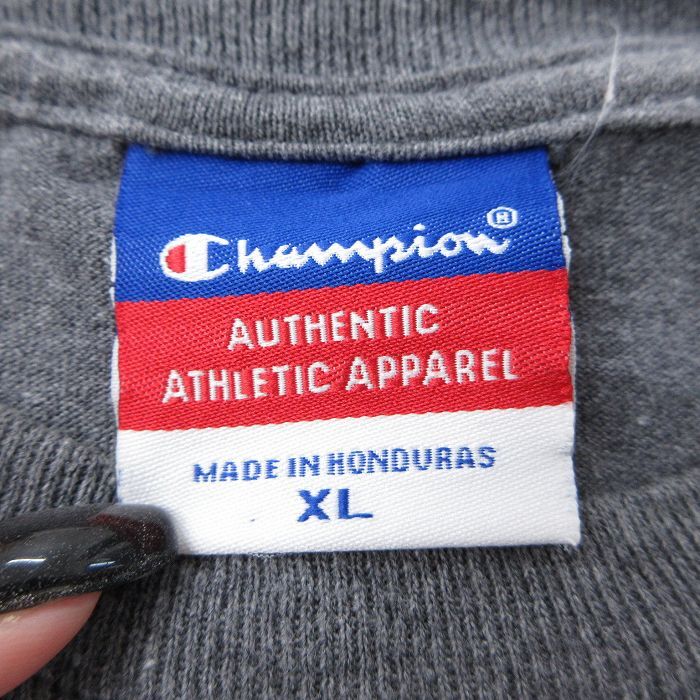 Champion®
AUTHENTIC
ATHLETIC APPAREL
MADE IN HONDURAS
XL